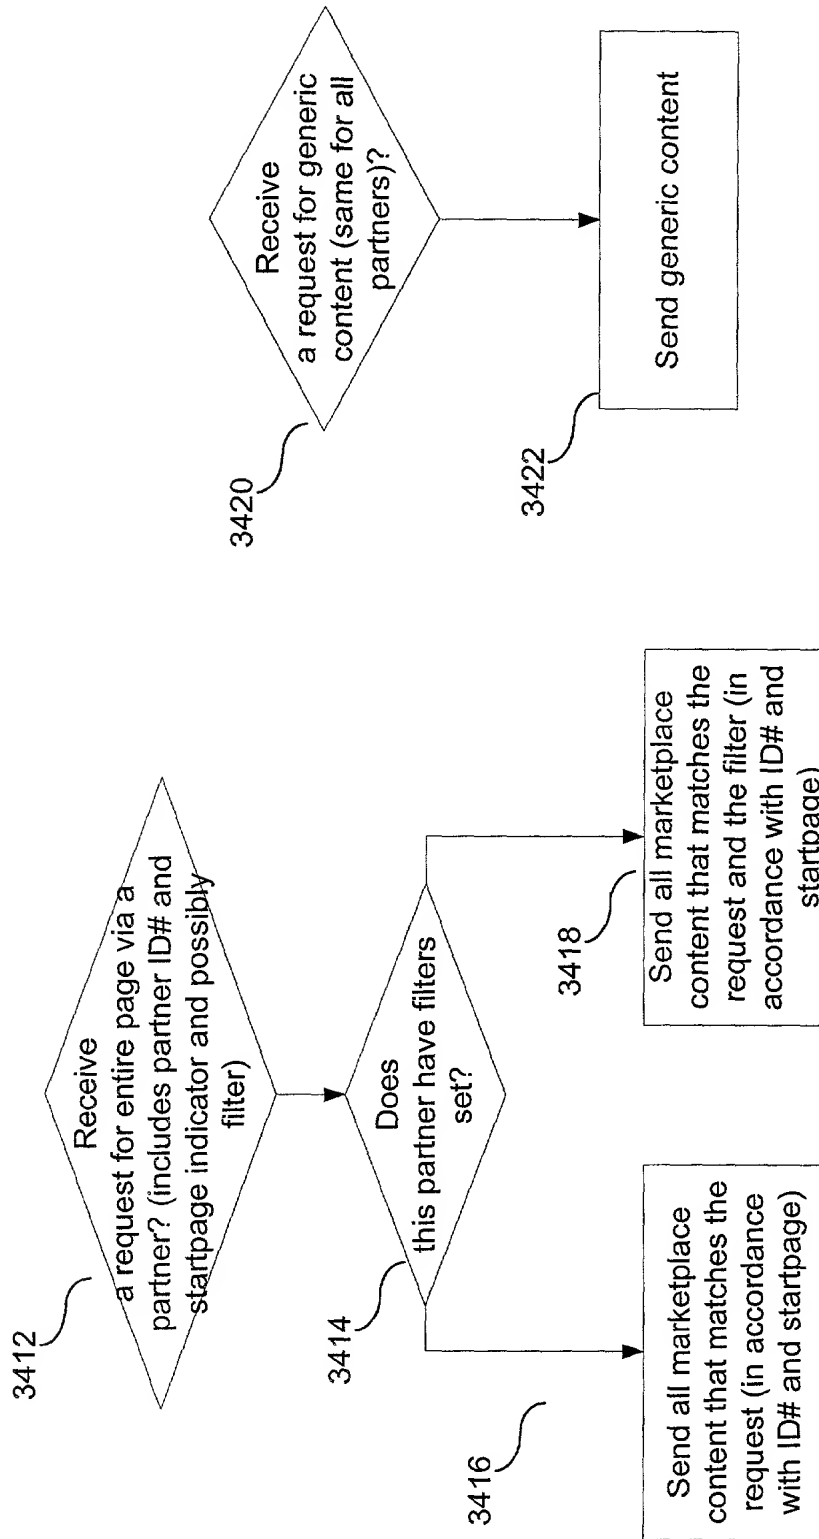 3412
Receive
a request for entire page via a
partner? (includes partner ID# and
startpage indicator and possibly
filter)
3414
Does
this partner have filters
set?
3416
Send all marketplace
content that matches the
request (in accordance
with ID# and startpage)
3418
Send all marketplace
content that matches the
request and the filter (in
accordance with ID# and
startpage)
3420
Receive
a request for generic
content (same for all
partners)?
3422
Send generic content